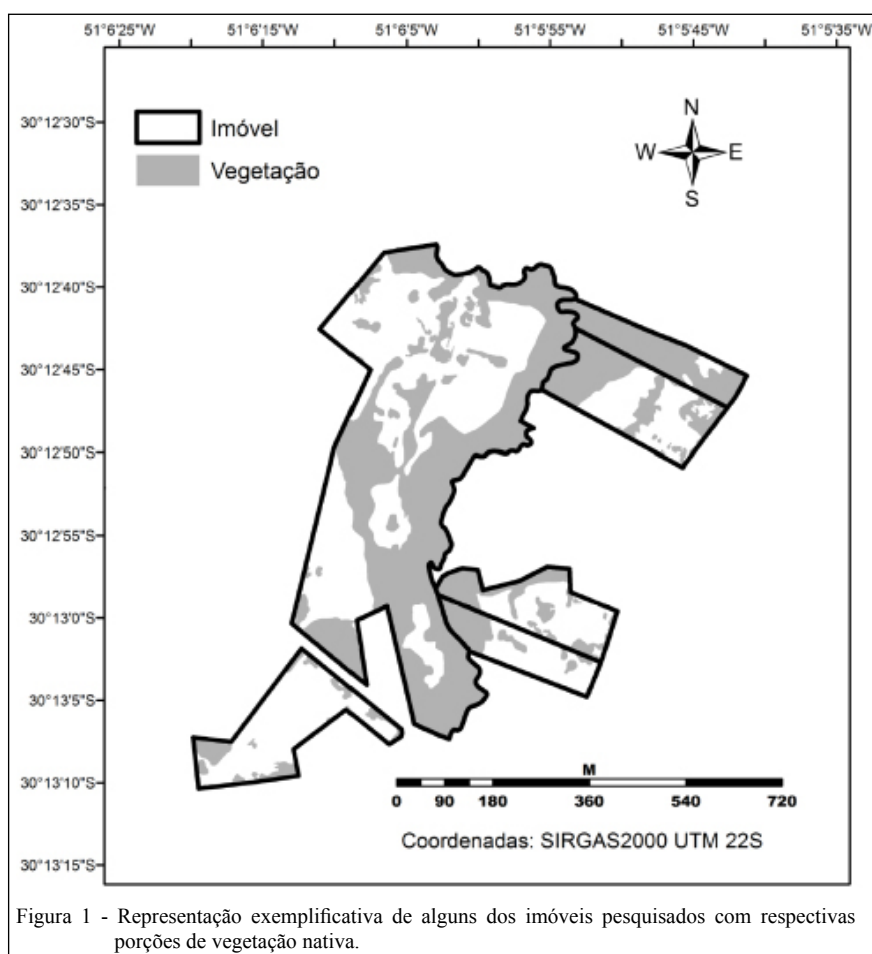 51°6'25"W 51°6'15"W 51°6'5"W 51°5'55"W 51°5'45"W 51°5'35"W
30°12'30"S
30°12'35"S
30°12'40"S
30°12'45"S
30°12'50"S
30°12'55"S
30°13'0"S
30°13'5"S
30°13'10"S
30°13'15"S
Imóvel
Vegetação
N
W E
S
M
0 90 180 360 540 720
Coordenadas: SIRGAS2000 UTM 22S
Figura 1 - Representação exemplificativa de alguns dos imóveis pesquisados com respectivas
porções de vegetação nativa.